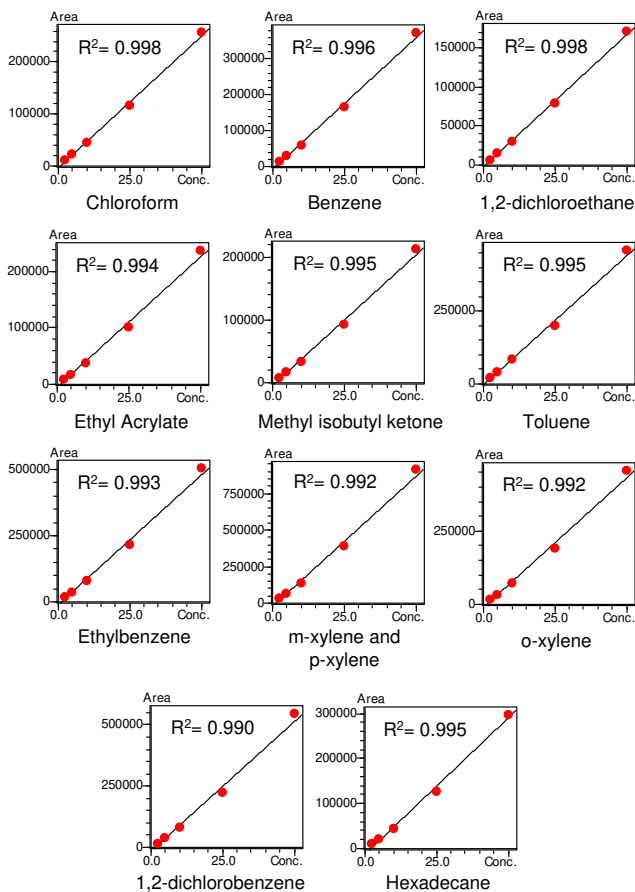 Area
R²= 0.998
200000
100000
0
0.0 25.0 Conc.
Chloroform
Area
R²= 0.996
300000
200000
100000
0
0.0 25.0 Conc.
Benzene
Area
R²= 0.998
150000
100000
50000
0
0.0 25.0 Conc.
1,2-dichloroethane
Area
R²= 0.994
200000
100000
0
0.0 25.0 Conc.
Ethyl Acrylate
Area
R²= 0.995
200000
100000
0
0.0 25.0 Conc.
Methyl isobutyl ketone
Area
R²= 0.995
250000
0
0.0 25.0 Conc.
Toluene
Area
500000
R²= 0.993
250000
0
0.0 25.0 Conc.
Ethylbenzene
Area
R²= 0.992
750000
500000
250000
0
0.0 25.0 Conc.
m-xylene and
p-xylene
Area
R²= 0.992
250000
0
0.0 25.0 Conc.
o-xylene
Area
R²= 0.990
500000
250000
0
0.0 25.0 Conc.
1,2-dichlorobenzene
Area
300000
R²= 0.995
200000
100000
0
0.0 25.0 Conc.
Hexadecane